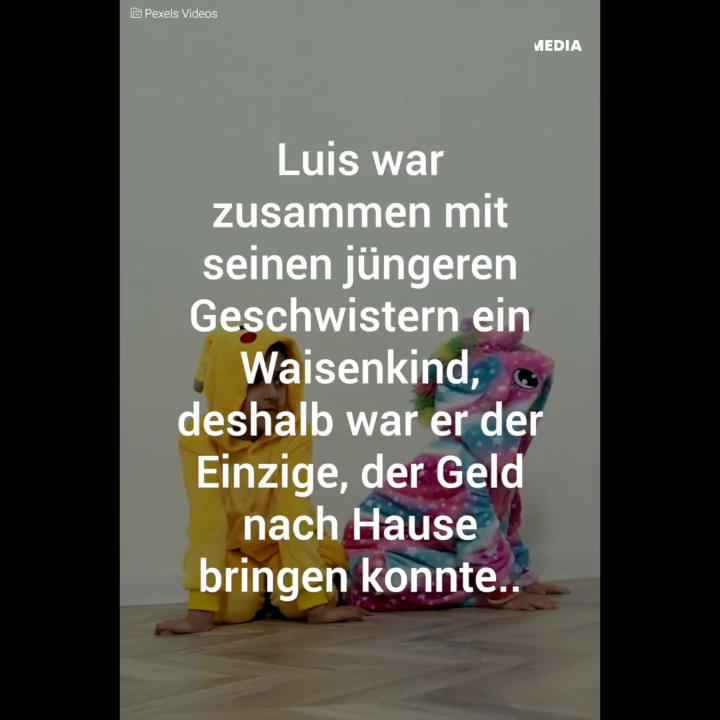 Pexels Videos
MEDIA
Luis war
zusammen mit
seinen jüngeren
Geschwistern ein
Waisenkind,
deshalb war er der
Einzige, der Geld
nach Hause
bringen konnte..